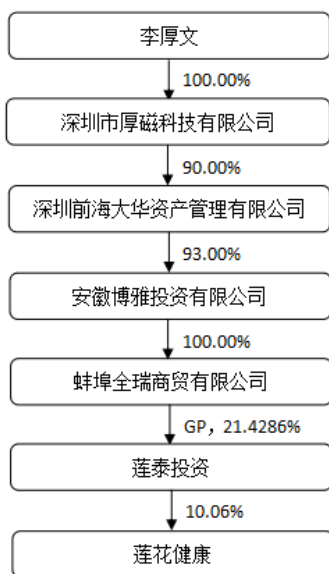 李厚文
100.00%
深圳市厚磁科技有限公司
90.00%
深圳前海大华资产管理有限公司
93.00%
安徽博雅投资有限公司
100.00%
蚌埠全瑞商贸有限公司
GP，21.4286%
莲泰投资
10.06%
莲花健康